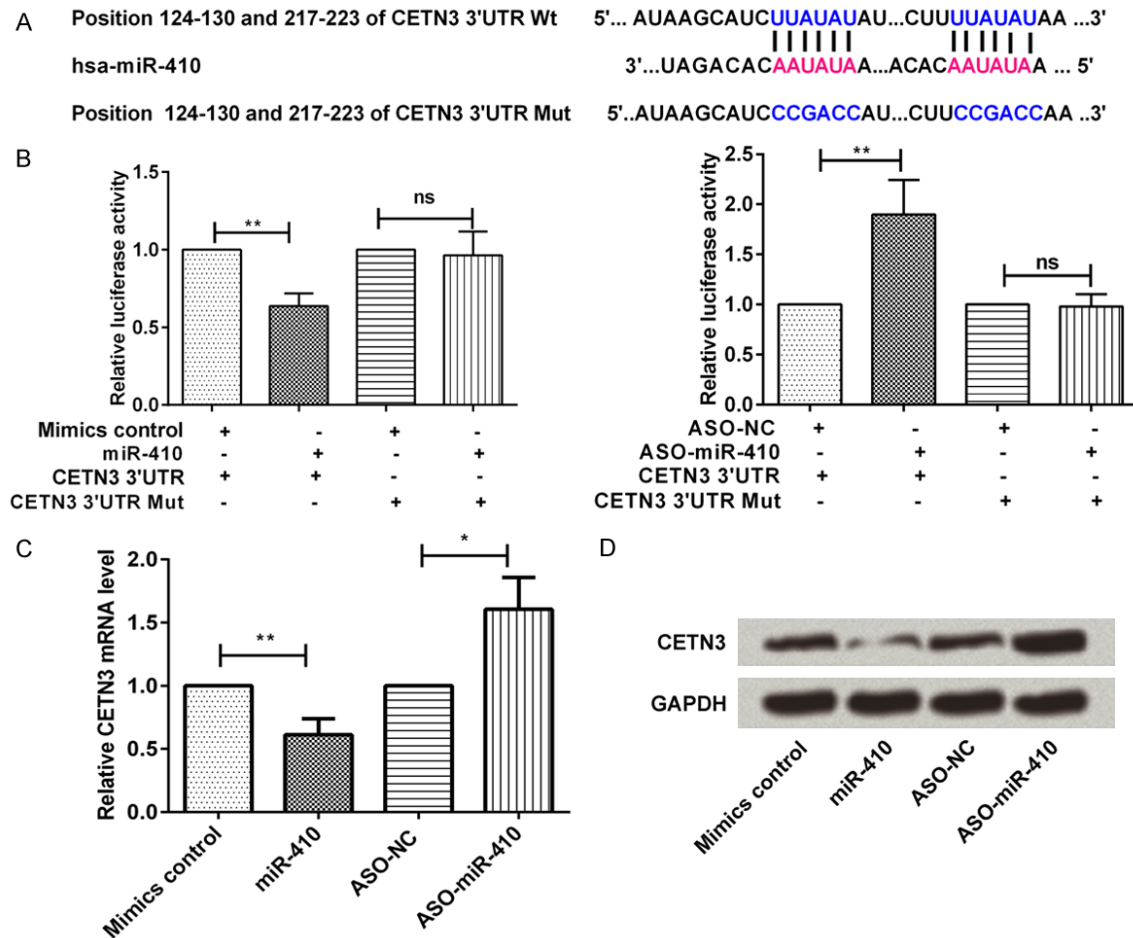 A
Position 124-130 and 217-223 of CETN3 3'UTR Wt 5'... AUAAGCAUCUUAUAUAU...CUUUUAUAUAA ...3'
hsa-miR-410 3'...UAGACACAAUAUAA...ACACAAUAUAA ... 5'
Position 124-130 and 217-223 of CETN3 3'UTR Mut 5'..AUAAGCAUCCCGACCAU...CUUCCGACCAA ..3'
B
Relative luciferase activity
1.5
1.0
0.5
0.0
**
ns
Mimics control + - + -
miR-410 - + - +
CETN3 3'UTR + + - -
CETN3 3'UTR Mut - - + +
Relative luciferase activity
2.5
2.0
1.5
1.0
0.5
0.0
**
ns
ASO-NC + - + -
ASO-miR-410 - + - +
CETN3 3'UTR + + - -
CETN3 3'UTR Mut - - + +
C
Relative CETN3 mRNA level
2.0
1.5
1.0
0.5
0.0
**
*
Mimics control
miR-410
ASO-NC
ASO-miR-410
D
CETN3
GAPDH
Mimics control
miR-410
ASO-NC
ASO-miR-410